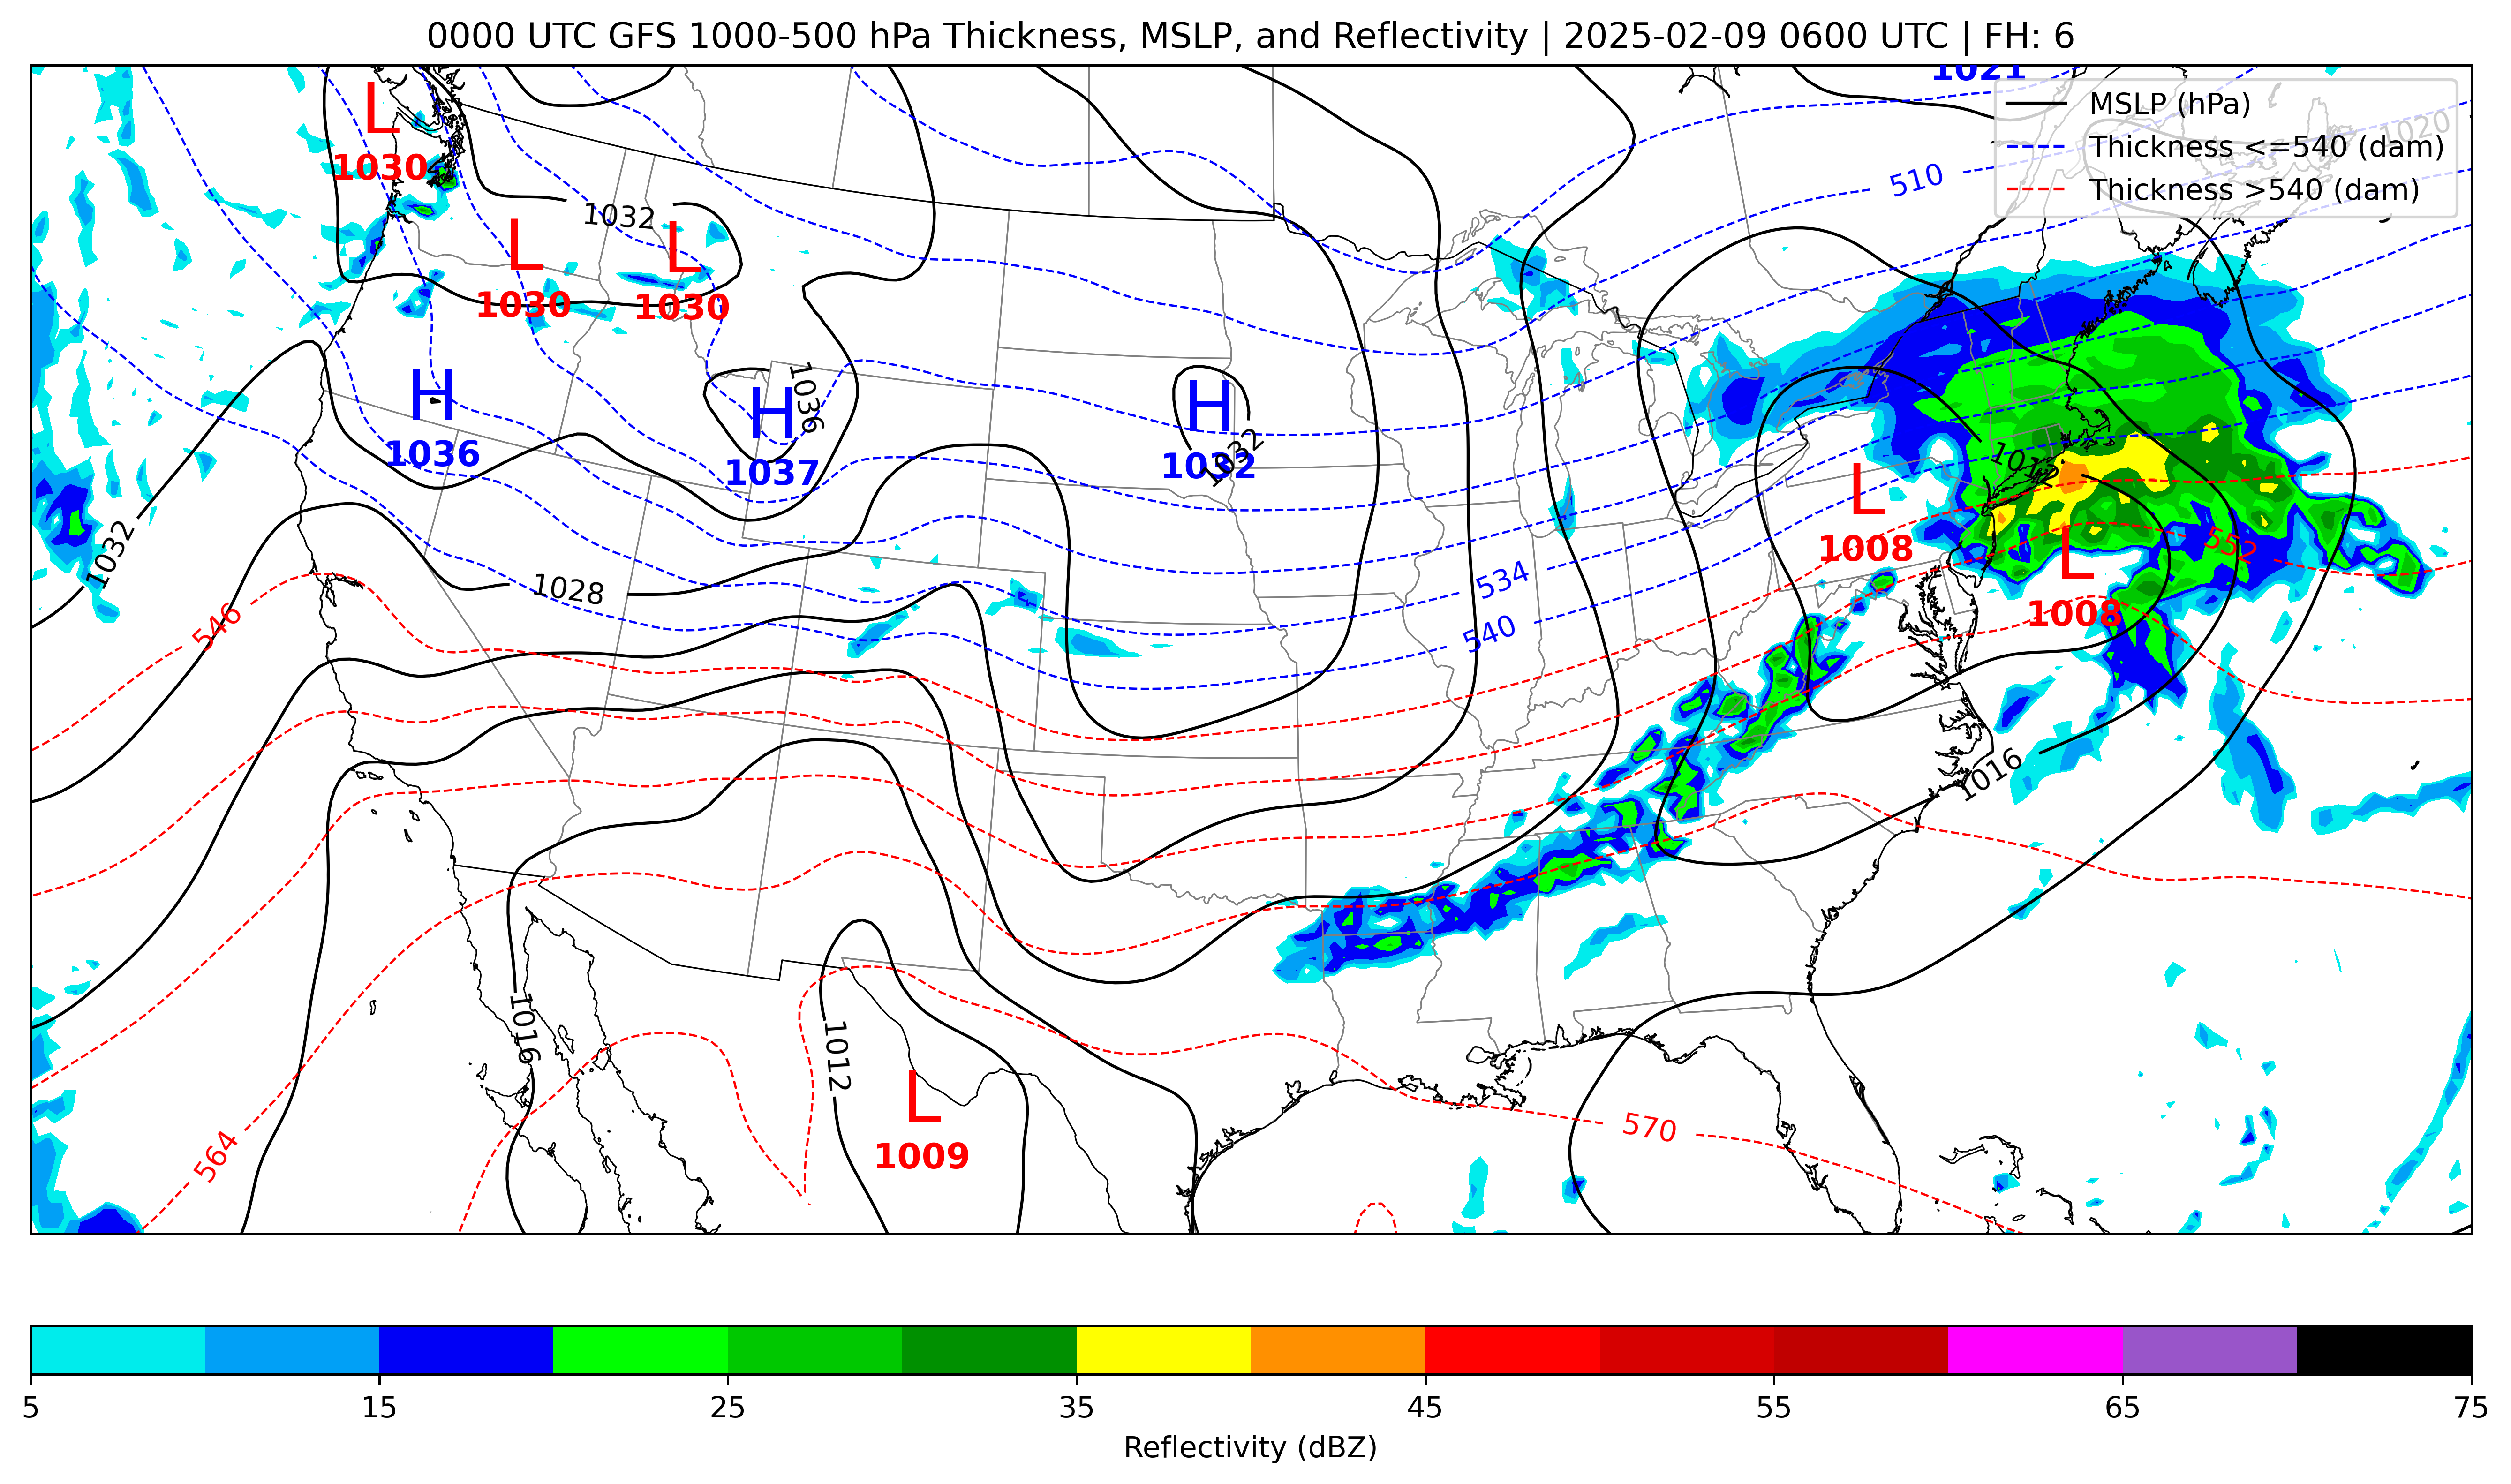 0000 UTC GFS 1000-500 hPa Thickness, MSLP, and Reflectivity | 2025-02-09 0600 UTC | FH: 6
1021
MSLP (hPa)
Thickness <=540 (dam)
Thickness >540 (dam)
1020
L
1030
510
1032
L
1030
L
1030
H
1036
H
1037
1036
H
1032
1032
1012
L
1008
L
1008
552
1032
1028
534
540
546
1016
1016
1012
L
1009
564
570
5 15 25 35 45 55 65 75
Reflectivity (dBZ)